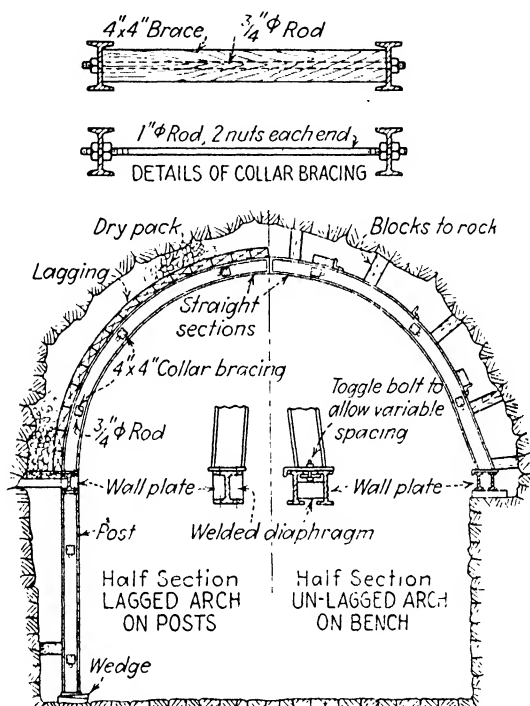 4"x4" Brace
3/4" ϕ Rod
1" ϕ Rod, 2 nuts each end
DETAILS OF COLLAR BRACING
Dry pack
Blocks to rock
Lagging
Straight
sections
4"x4" Collar bracing
Toggle bolt to
allow variable
spacing
3/4" ϕ Rod
Wall plate
Wall plate
Post
Welded diaphragm
Half Section
LAGGED ARCH
ON POSTS
Half Section
UN-LAGGED ARCH
ON BENCH
Wedge